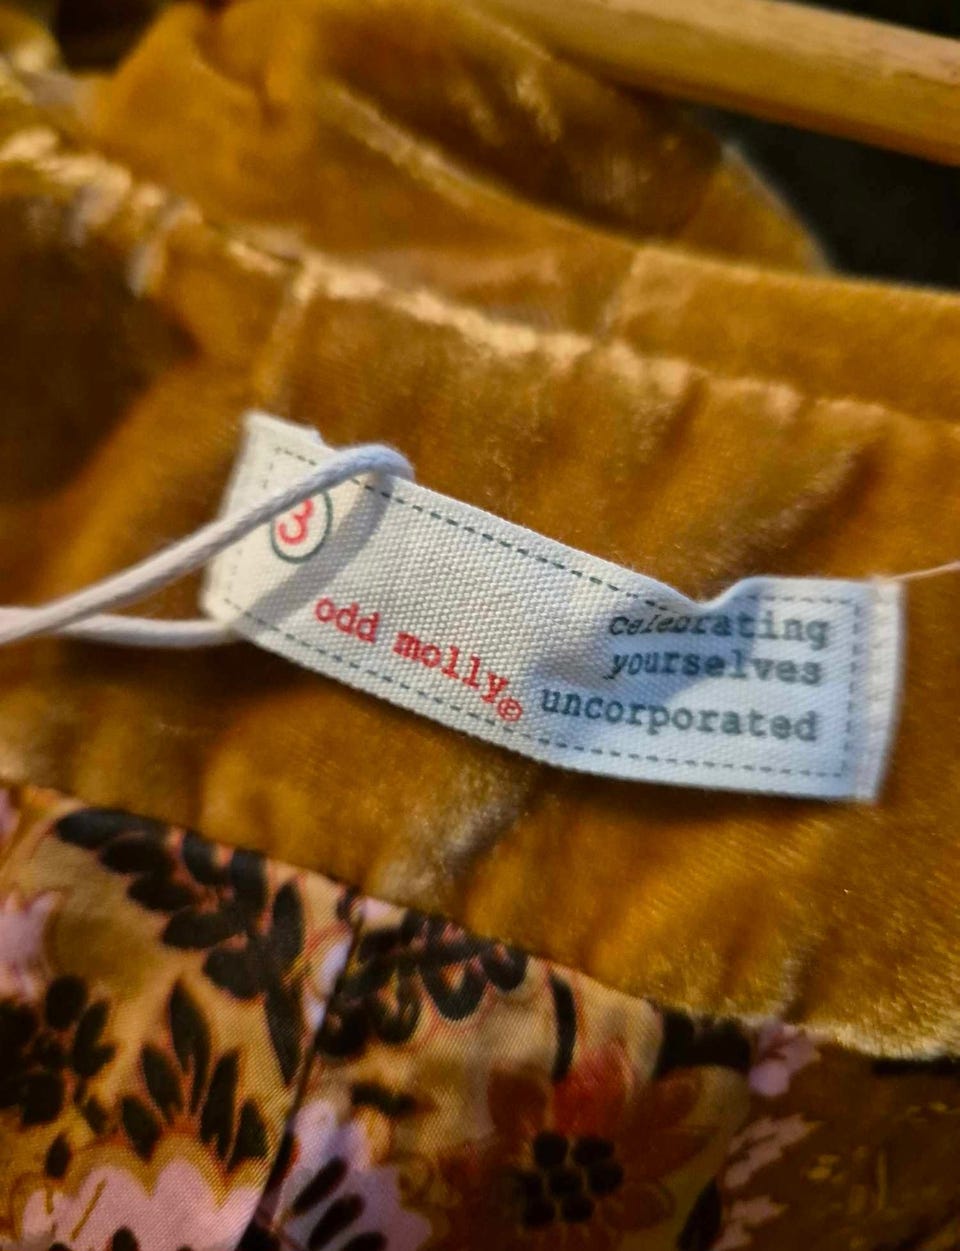 3
odd molly®
celebrating
yourselves
uncorporated